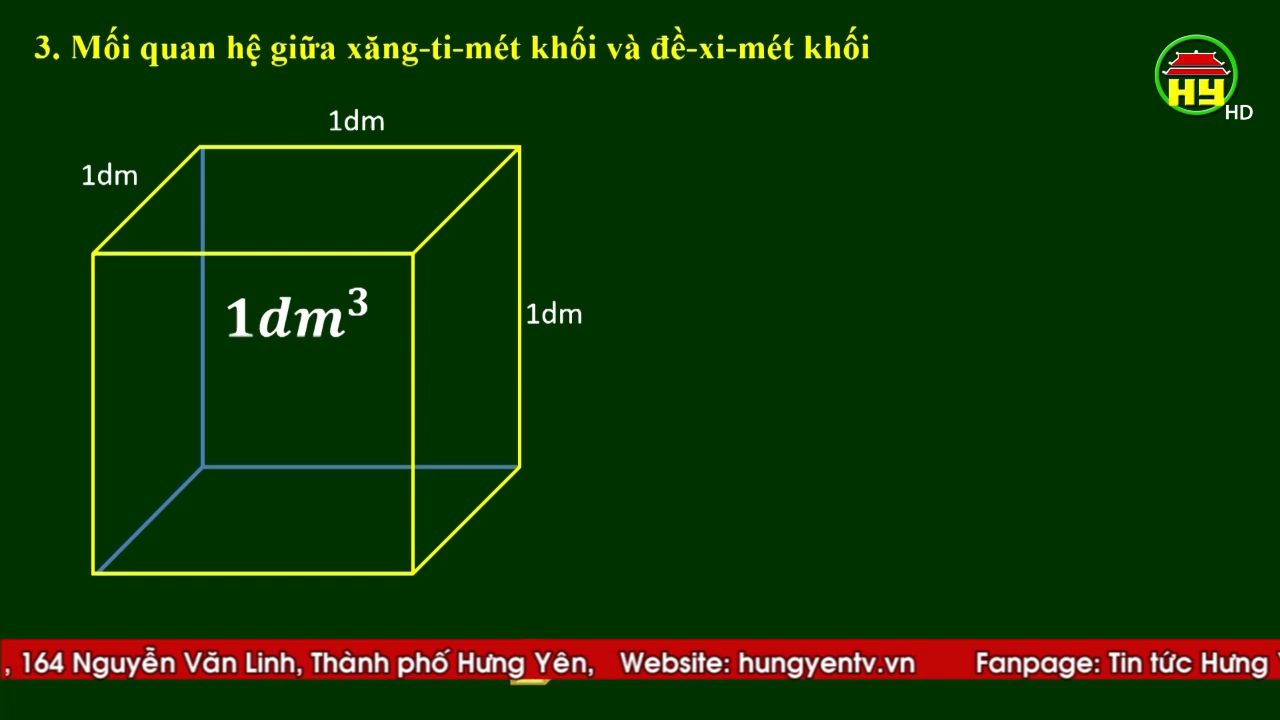 3. Mối quan hệ giữa xăng-ti-mét khối và đề-xi-mét khối
HY
HD
1dm
1dm
1dm³
1dm
, 164 Nguyễn Văn Linh, Thành phố Hưng Yên, Website: hungyentv.vn Fanpage: Tin tức Hưng